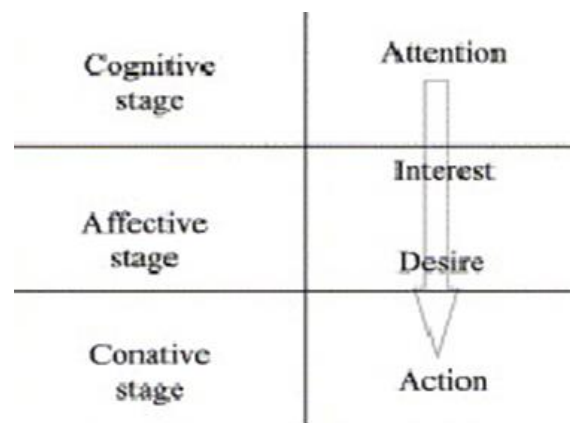 Cognitive
stage
Attention
Interest
Affective
stage
Desire
Conative
stage
Action